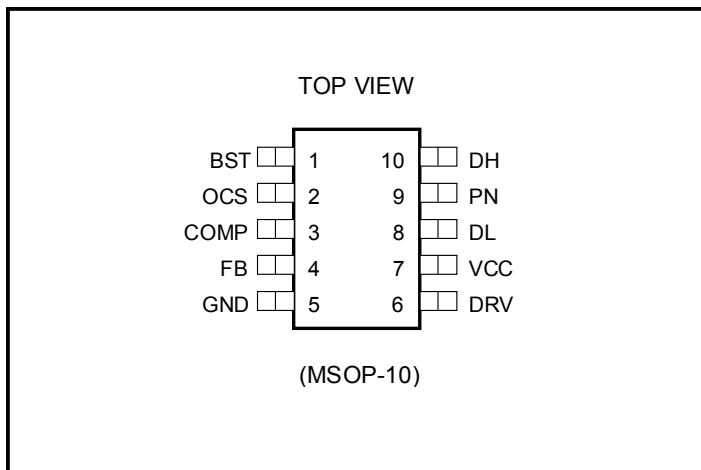 TOP VIEW
BST 1 10 DH
OCS 2 9 PN
COMP 3 8 DL
FB 4 7 VCC
GND 5 6 DRV
(MSOP-10)